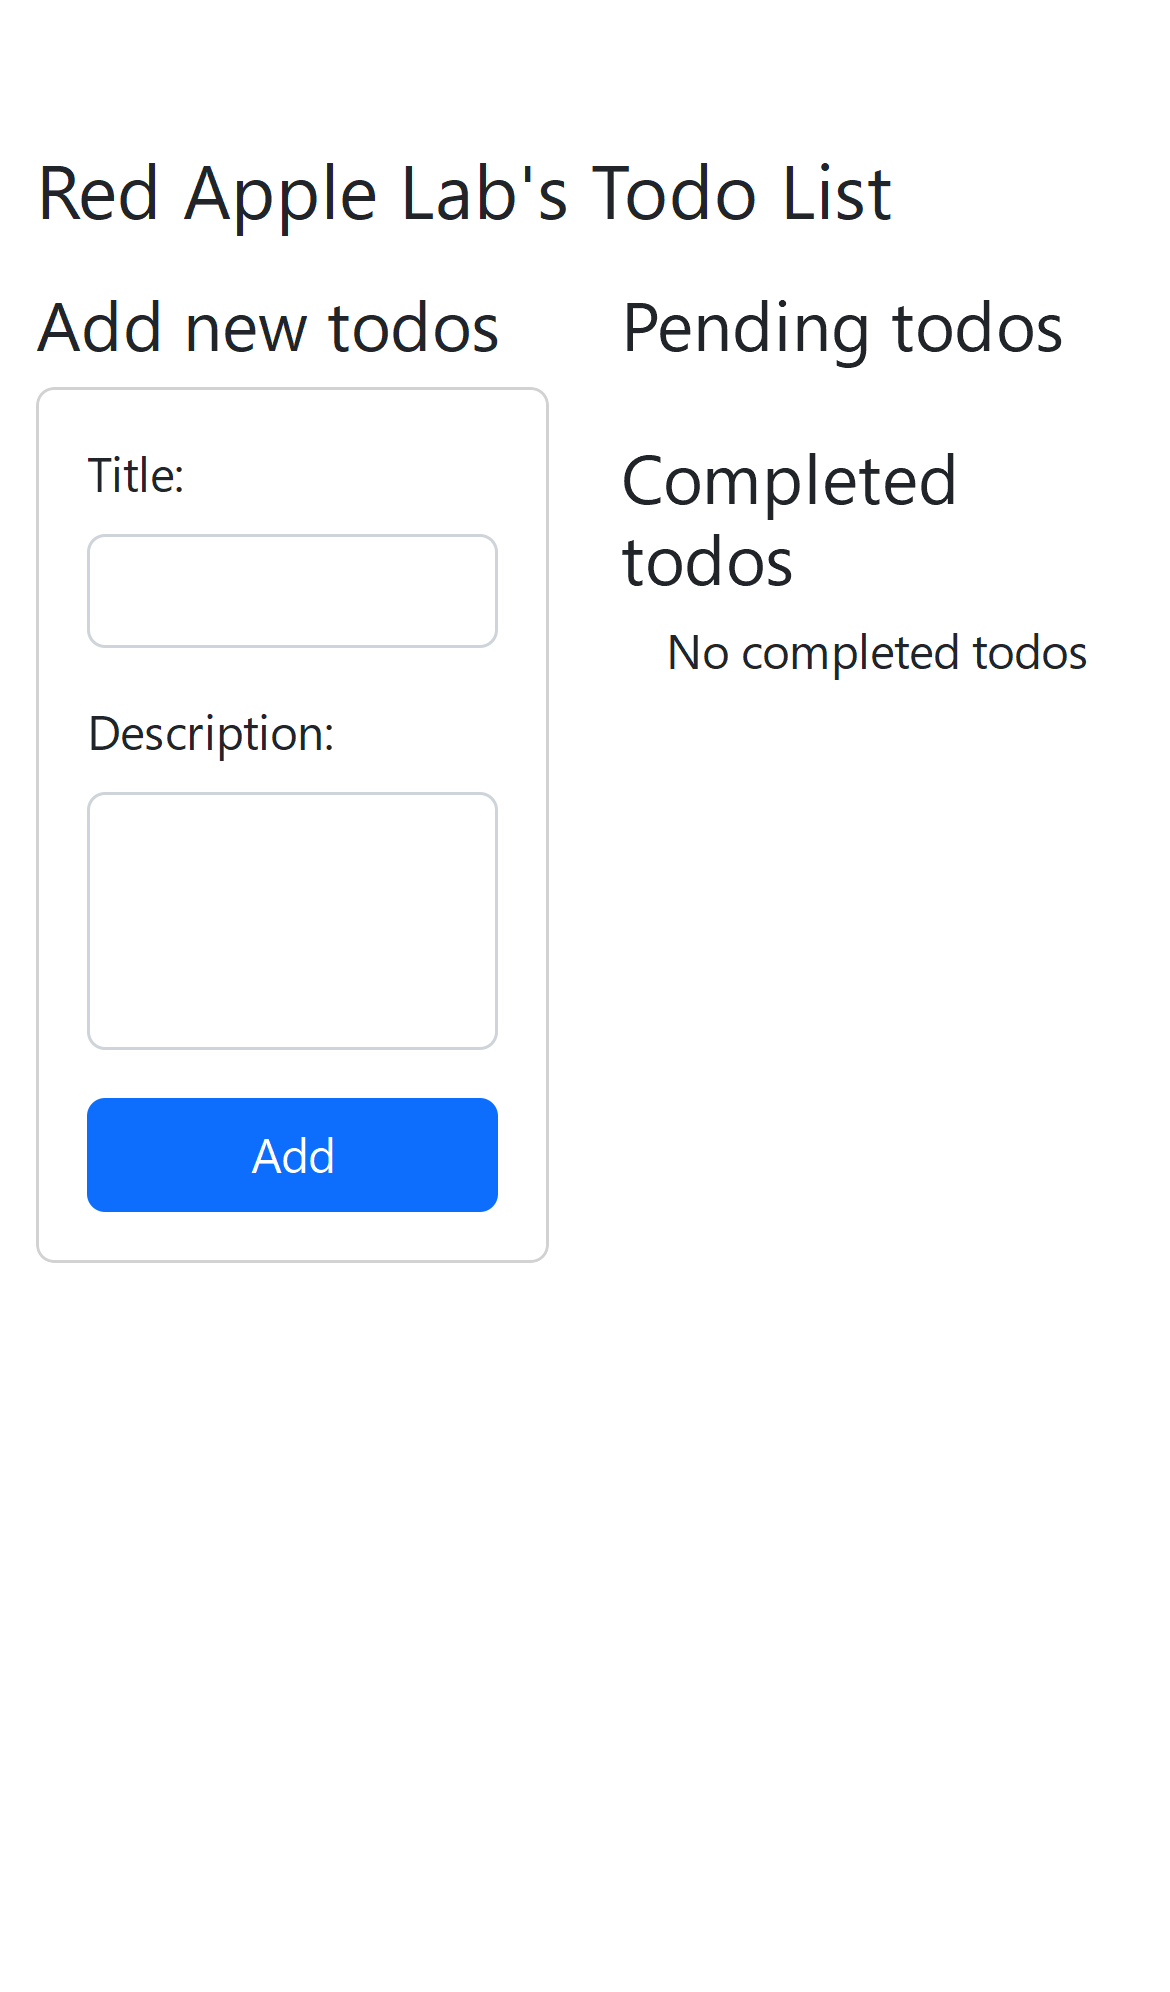 Red Apple Lab's Todo List
Add new todos
Title:
Description:
Add
Pending todos
Completed
todos
No completed todos